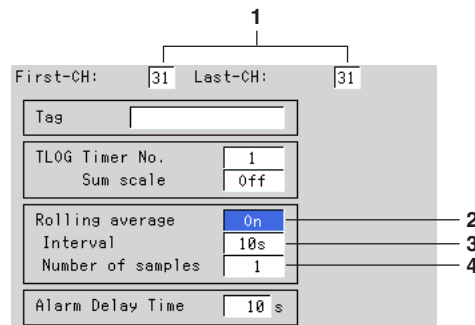 1
First-CH: 31 Last-CH: 31
Tag
TLOG Timer No. 1
Sum scale Off
Rolling average On 2
Interval 10s 3
Number of samples 1 4
Alarm Delay Time 10 s